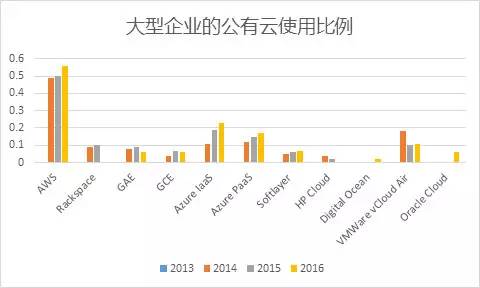 大型企业的公有云使用比例
0.6
0.5
0.4
0.3
0.2
0.1
0
AWS
Rackspace
GAE
GCE
Azure IaaS
Azure PaaS
Softlayer
HP Cloud
Digital Ocean
VMWare vCloud Air
Oracle Cloud
2013 2014 2015 2016